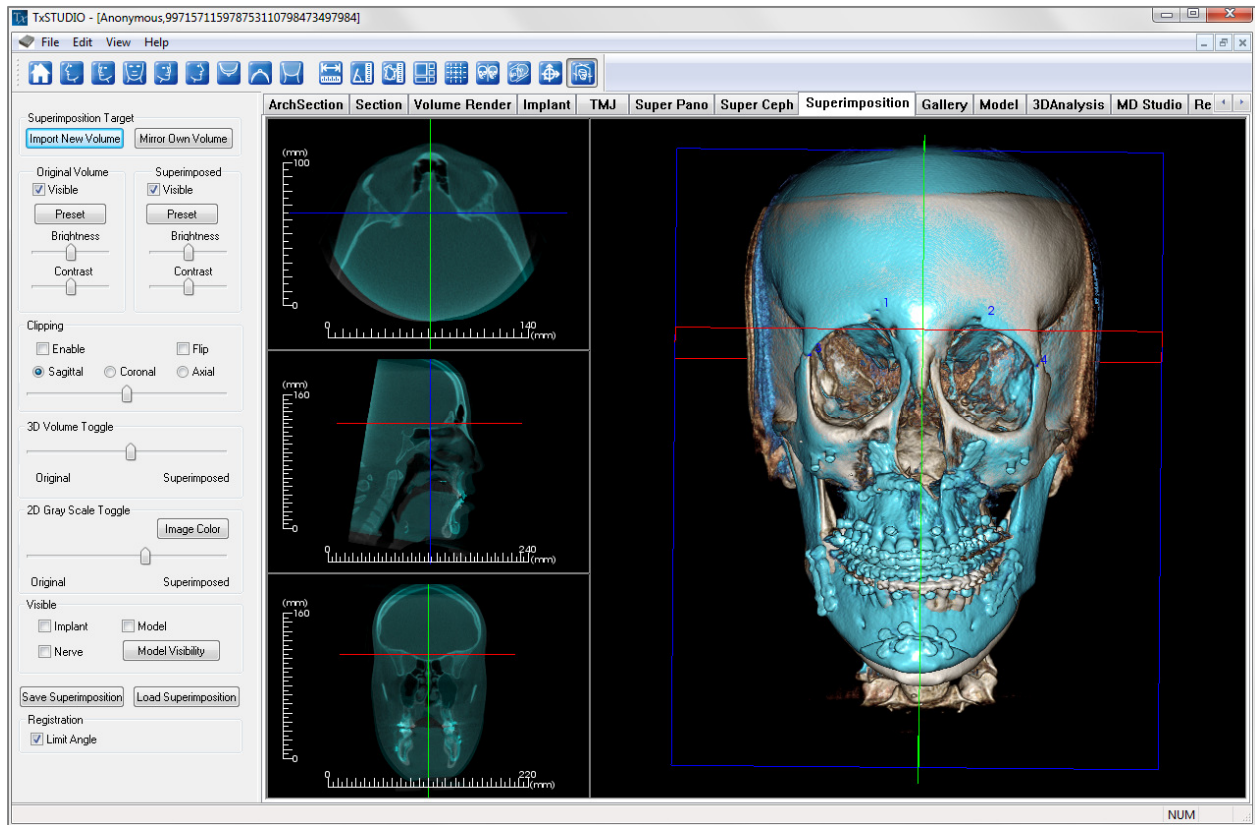 TxSTUDIO - [Anonymous,9971571159787531107984734​97984]
File Edit View Help
ArchSection Section Volume Render Implant TMJ Super Pano Super Ceph Superimposition Gallery Model 3DAnalysis MD Studio Re
Superimposition Target
Import New Volume Mirror Own Volume
Original Volume Superimposed
Visible Visible
Preset Preset
Brightness Brightness
Contrast Contrast
Clipping
Enable Flip
Sagittal Coronal Axial
3D Volume Toggle
Original Superimposed
2D Gray Scale Toggle
Image Color
Original Superimposed
Visible
Implant Model
Nerve Model Visibility
Save Superimposition Load Superimposition
Registration
Limit Angle
(mm)
100
0
0 140
(mm)
(mm)
160
0
0 240
(mm)
(mm)
160
0
0 220
(mm)
1 2
4
NUM